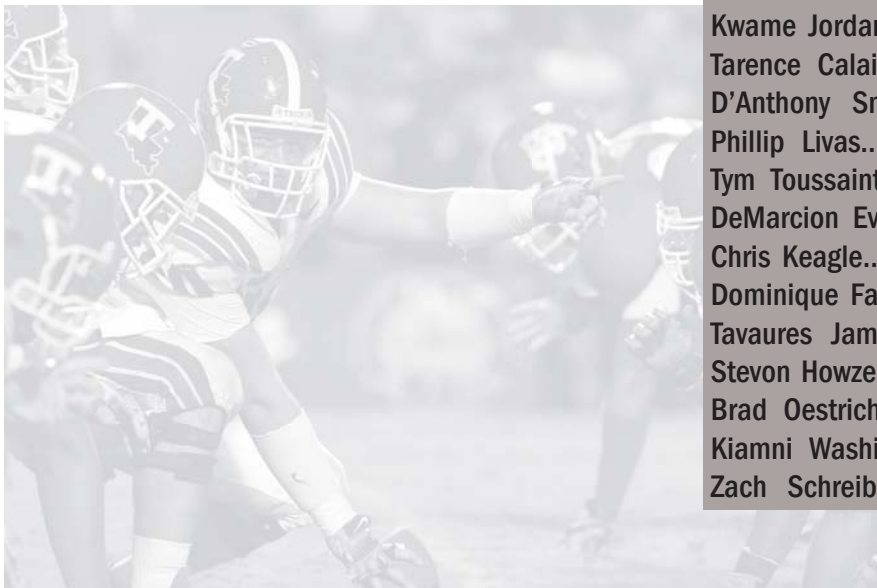 Kwame Jordan
Tarence Calai
D’Anthony Sn
Phillip Livas..
Tym Toussaint
DeMarcion Ev
Chris Keagle..
Dominique Fa
Tavaures Jam
Stevon Howze
Brad Oestrich
Kiamni Washi
Zach Schreib